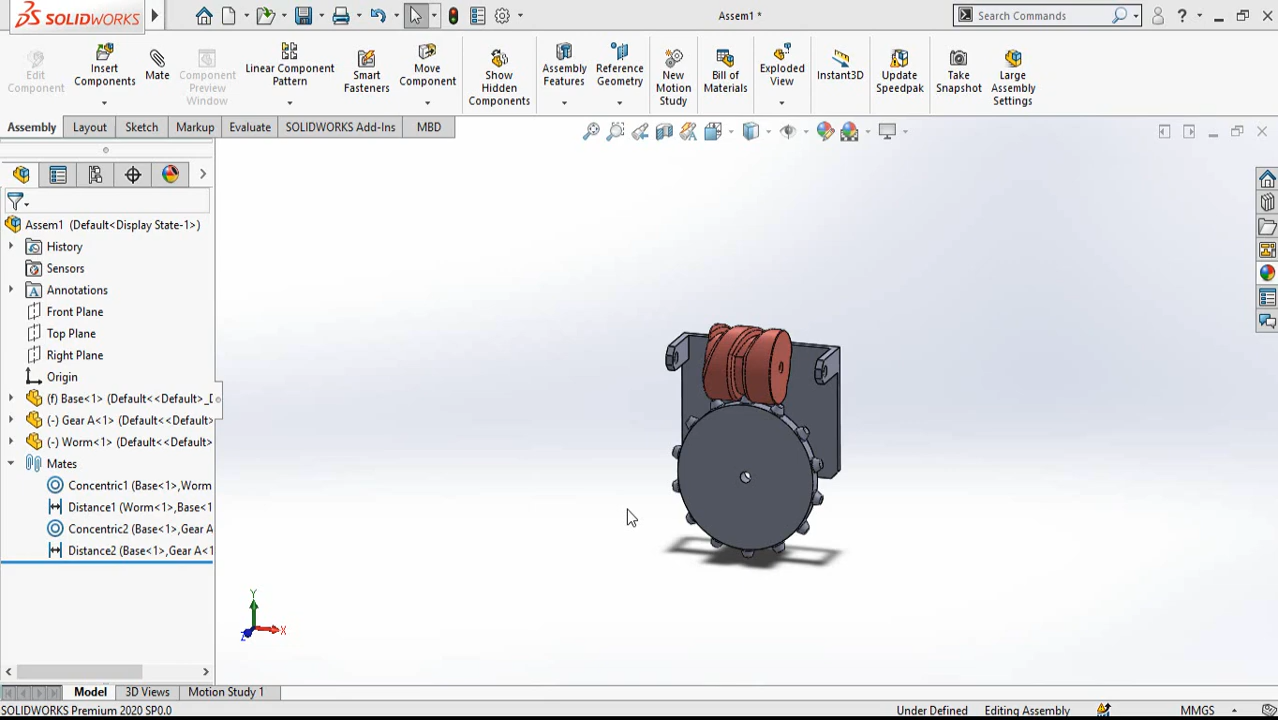 SOLIDWORKS
Assem1 *
Search Commands
Edit Component
Insert Components
Mate
Component Preview Window
Linear Component Pattern
Smart Fasteners
Move Component
Show Hidden Components
Assembly Features
Reference Geometry
New Motion Study
Bill of Materials
Exploded View
Instant3D
Update Speedpak
Take Snapshot
Large Assembly Settings
Assembly
Layout
Sketch
Markup
Evaluate
SOLIDWORKS Add-Ins
MBD
Assem1 (Default<Display State-1>)
History
Sensors
Annotations
Front Plane
Top Plane
Right Plane
Origin
(f) Base<1> (Default<<Default>_D
(-) Gear A<1> (Default<<Default>
(-) Worm<1> (Default<<Default>
Mates
Concentric1 (Base<1>,Worm
Distance1 (Worm<1>,Base<1
Concentric2 (Base<1>,Gear A
Distance2 (Base<1>,Gear A<1
Y
X
Z
Model
3D Views
Motion Study 1
SOLIDWORKS Premium 2020 SP0.0
Under Defined
Editing Assembly
MMGS